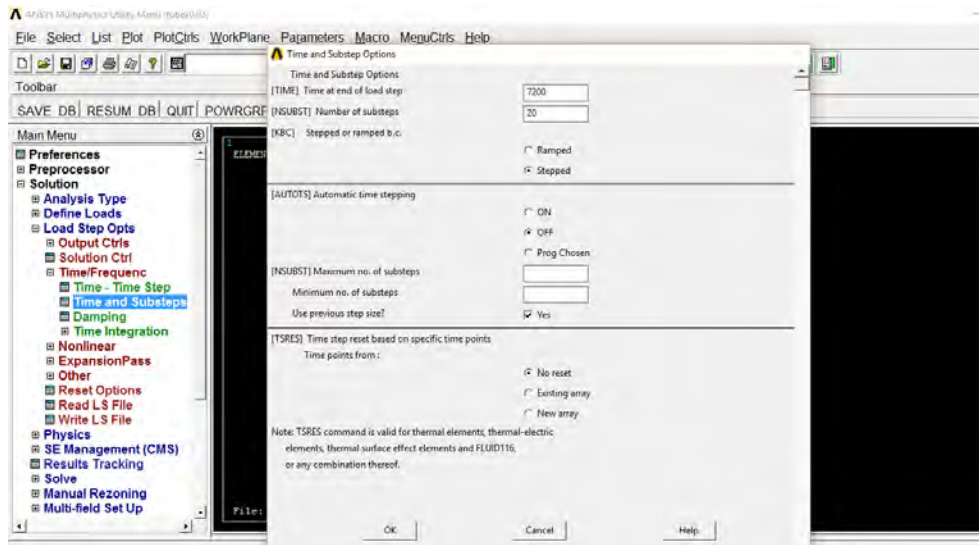 ANSYS Multiphysics Utility Menu
File Select List Plot PlotCtrls WorkPlane Parameters Macro MenuCtrls Help
Toolbar
SAVE_DB RESUM_DB QUIT POWRGRF
Main Menu
Preferences
Preprocessor
Solution
Analysis Type
Define Loads
Load Step Opts
Output Ctrls
Solution Ctrl
Time/Frequenc
Time - Time Step
Time and Substeps
Damping
Time Integration
Nonlinear
ExpansionPass
Other
Reset Options
Read LS File
Write LS File
Physics
SE Management (CMS)
Results Tracking
Solve
Manual Rezoning
Multi-field Set Up
1
ELEMEN
File:
Time and Substep Options
Time and Substep Options
[TIME] Time at end of load step 7200
[NSUBST] Number of substeps 20
[KBC] Stepped or ramped b.c.
Ramped
Stepped
[AUTOTS] Automatic time stepping
ON
OFF
Prog Chosen
[NSUBST] Maximum no. of substeps
Minimum no. of substeps
Use previous step size? Yes
[TSRES] Time step reset based on specific time points
Time points from :
No reset
Existing array
New array
Note: TSRES command is valid for thermal elements, thermal-electric
elements, thermal surface effect elements and FLUID116,
or any combination thereof.
OK Cancel Help